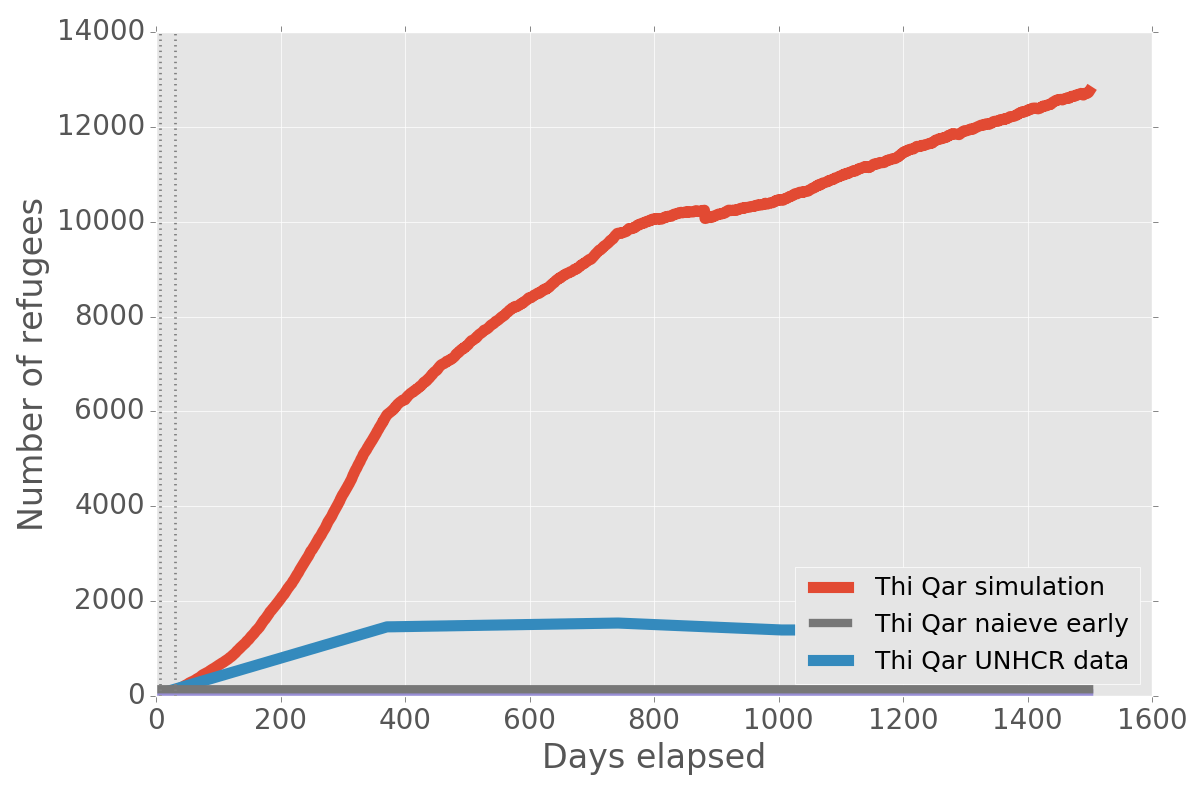 14000
12000
10000
8000
6000
4000
2000
0
Number of refugees
Thi Qar simulation
Thi Qar naieve early
Thi Qar UNHCR data
0 200 400 600 800 1000 1200 1400 1600
Days elapsed